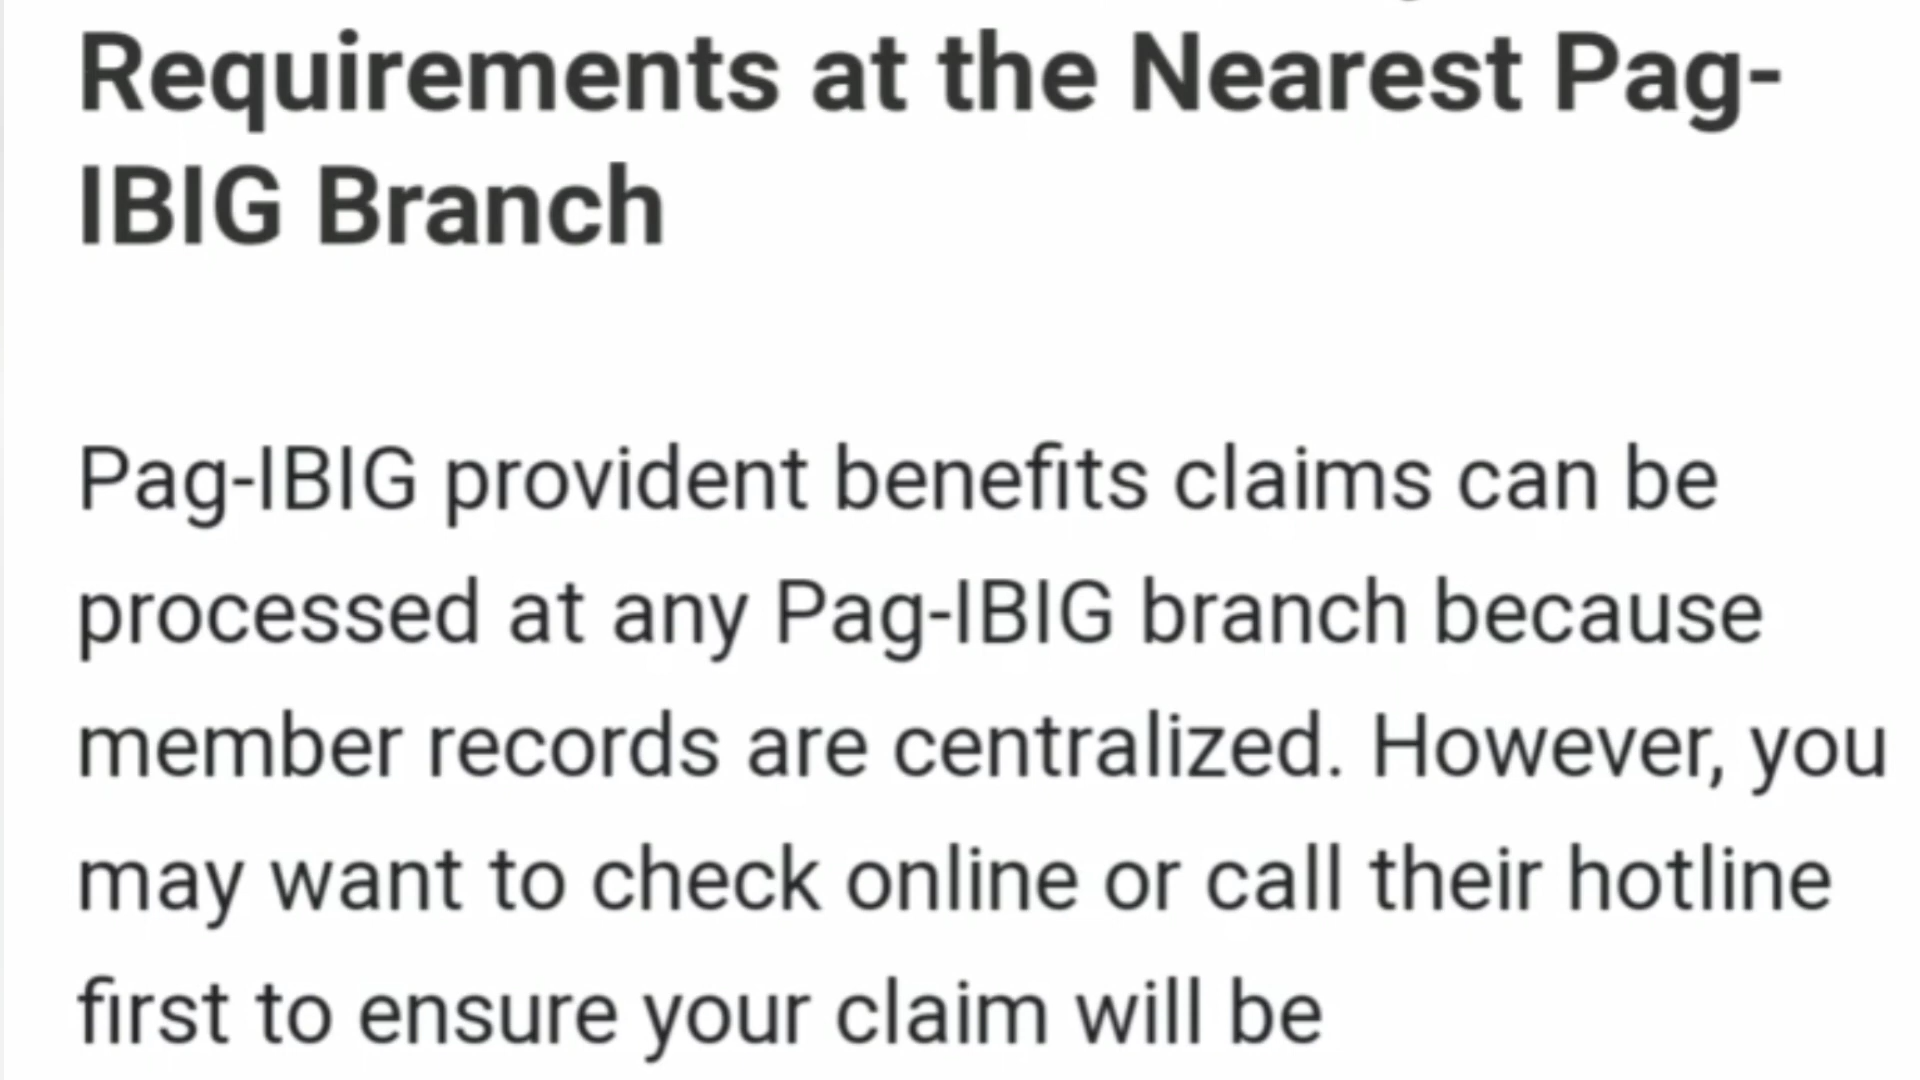 Requirements at the Nearest Pag-
IBIG Branch
Pag-IBIG provident benefits claims can be
processed at any Pag-IBIG branch because
member records are centralized. However, you
may want to check online or call their hotline
first to ensure your claim will be